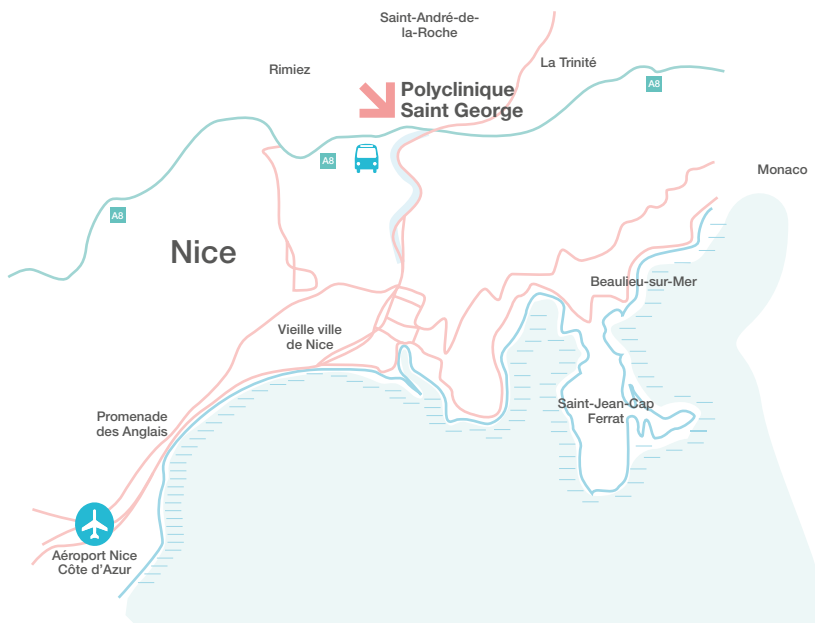 Saint-André-de-
la-Roche
La Trinité
Rimiez
A8
Polyclinique
Saint George
A8
Monaco
A8
Nice
Beaulieu-sur-Mer
Vieille ville
de Nice
Saint-Jean-Cap
Ferrat
Promenade
des Anglais
Aéroport Nice
Côte d'Azur